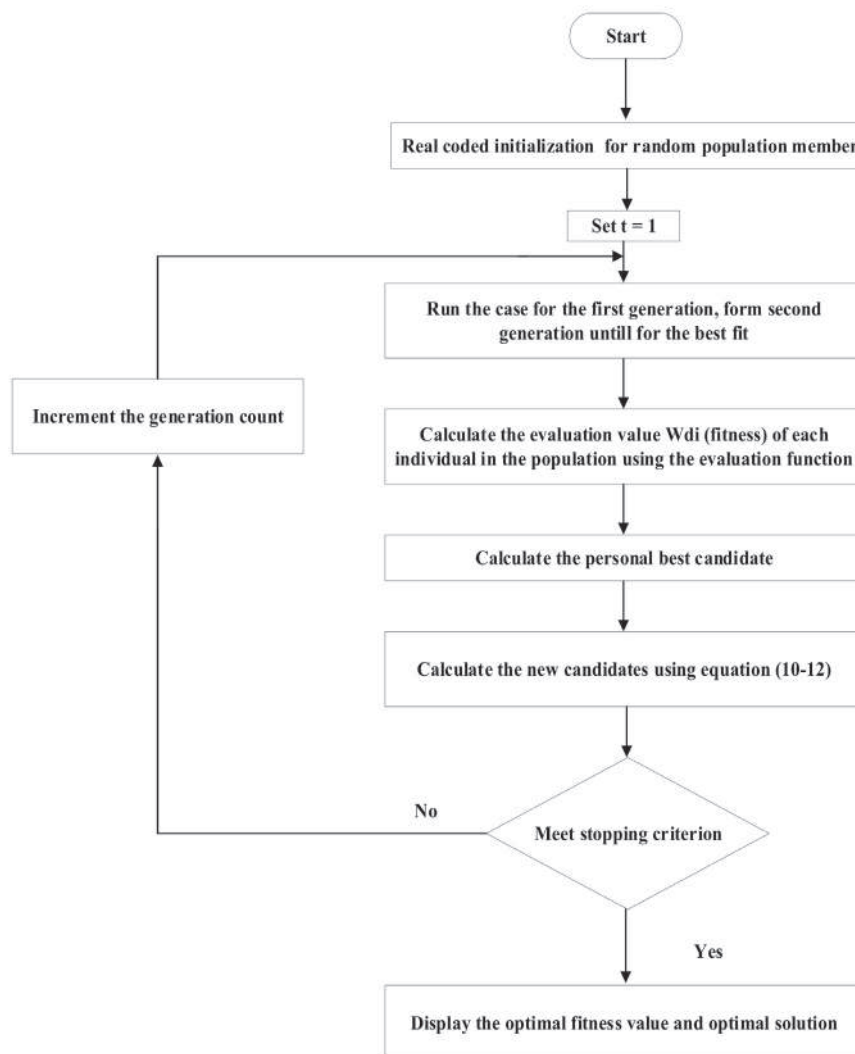 Start
Real coded initialization for random population member
Set t = 1
Run the case for the first generation, form second
generation untill for the best fit
Increment the generation count
Calculate the evaluation value Wdi (fitness) of each
individual in the population using the evaluation function
Calculate the personal best candidate
Calculate the new candidates using equation (10-12)
No
Meet stopping criterion
Yes
Display the optimal fitness value and optimal solution